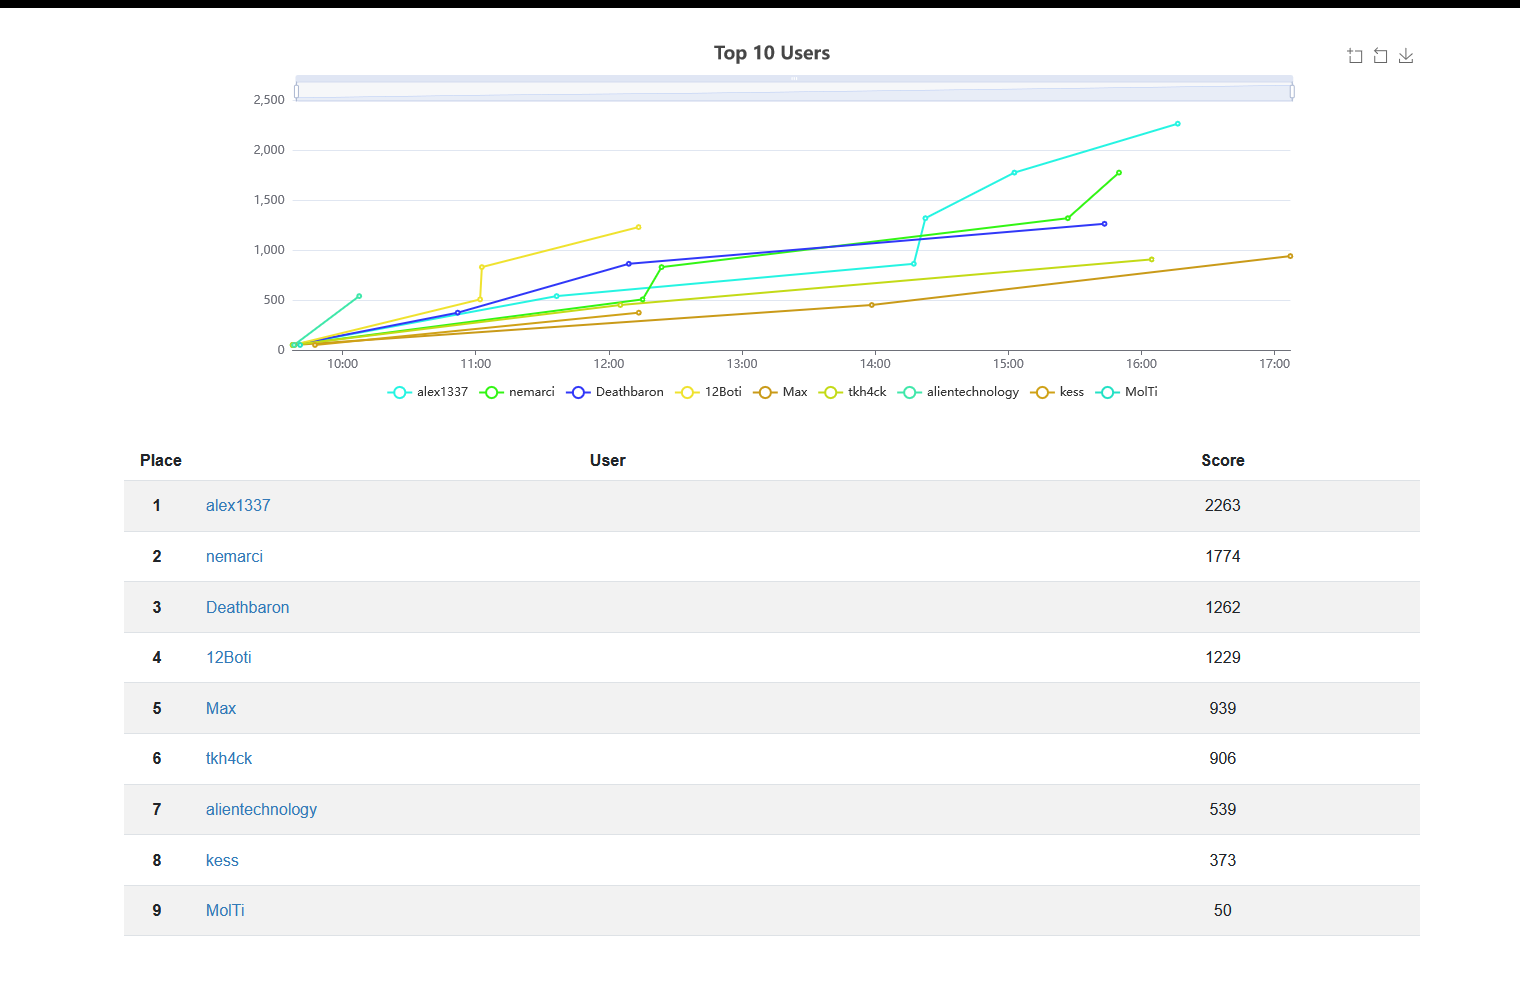 Top 10 Users
2,500
2,000
1,500
1,000
500
0
10:00 11:00 12:00 13:00 14:00 15:00 16:00 17:00
alex1337 nemarci Deathbaron 12Boti Max tkh4ck alientechnology kess MolTi
Place User Score
1 alex1337 2263
2 nemarci 1774
3 Deathbaron 1262
4 12Boti 1229
5 Max 939
6 tkh4ck 906
7 alientechnology 539
8 kess 373
9 MolTi 50